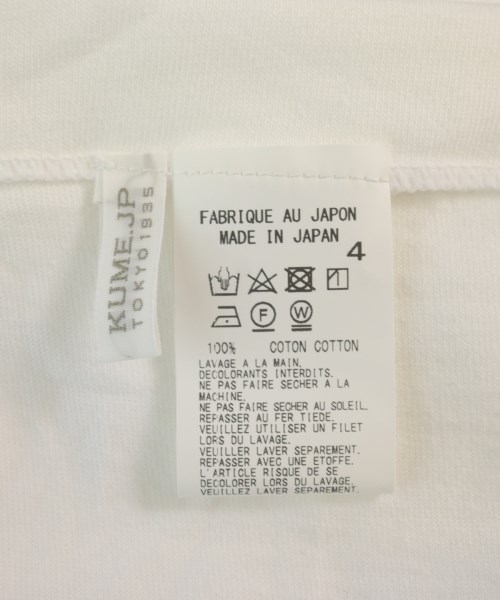 KUME.JP
TOKYO1935
FABRIQUE AU JAPON
MADE IN JAPAN
4
F
W
100% COTON COTTON
LAVAGE A LA MAIN.
DECOLORANTS INTERDITS.
NE PAS FAIRE SECHER A LA
MACHINE.
NE PAS FAIRE SECHER AU SOLEIL.
REPASSER AU FER TIEDE.
VEUILLEZ UTILISER UN FILET
LORS DU LAVAGE.
VEUILLER LAVER SEPAREMENT.
REPASSER AVEC UNE ETOFFE.
L'ARTICLE RISQUE DE SE
DECOLORER LORS DU LAVAGE.
VEUILLEZ LAVER SEPAREMENT.